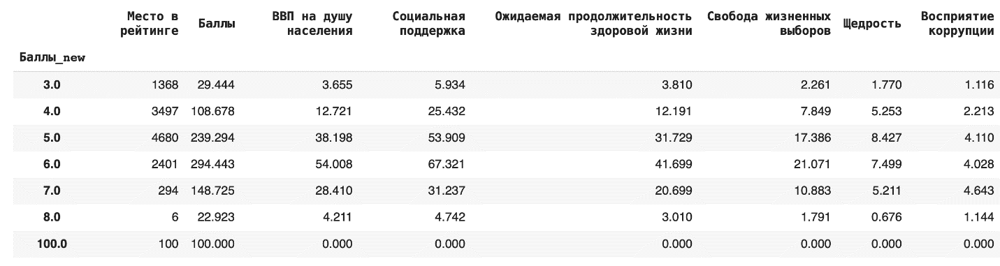 Место в рейтинге Баллы ВВП на душу населения Социальная поддержка Ожидаемая продолжительность здоровой жизни Свобода жизненных выборов Щедрость Восприятие коррупции
Баллы_new
3.0 1368 29.444 3.655 5.934 3.810 2.261 1.770 1.116
4.0 3497 108.678 12.721 25.432 12.191 7.849 5.253 2.213
5.0 4680 239.294 38.198 53.909 31.729 17.386 8.427 4.110
6.0 2401 294.443 54.008 67.321 41.699 21.071 7.499 4.028
7.0 294 148.725 28.410 31.237 20.699 10.883 5.211 4.643
8.0 6 22.923 4.211 4.742 3.010 1.791 0.676 1.144
100.0 100 100.000 0.000 0.000 0.000 0.000 0.000 0.000